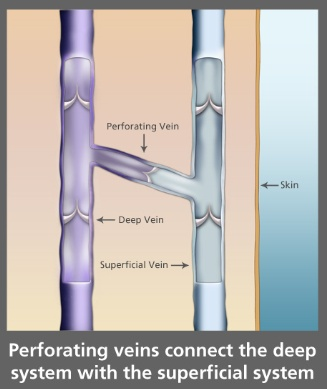 Perforating Vein
Skin
Deep Vein
Superficial Vein
Perforating veins connect the deep
system with the superficial system